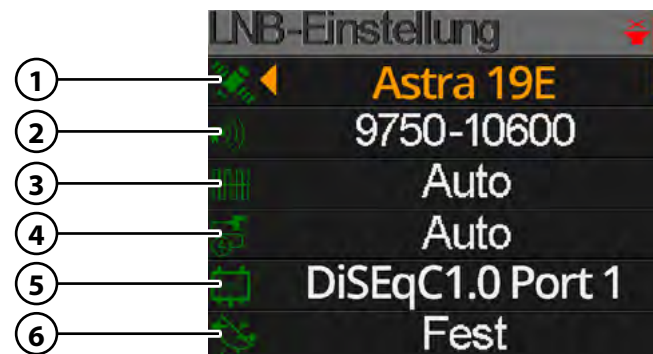 LNB-Einstellung
1 Astra 19E
2 9750-10600
3 Auto
4 Auto
5 DiSEqC1.0 Port 1
6 Fest